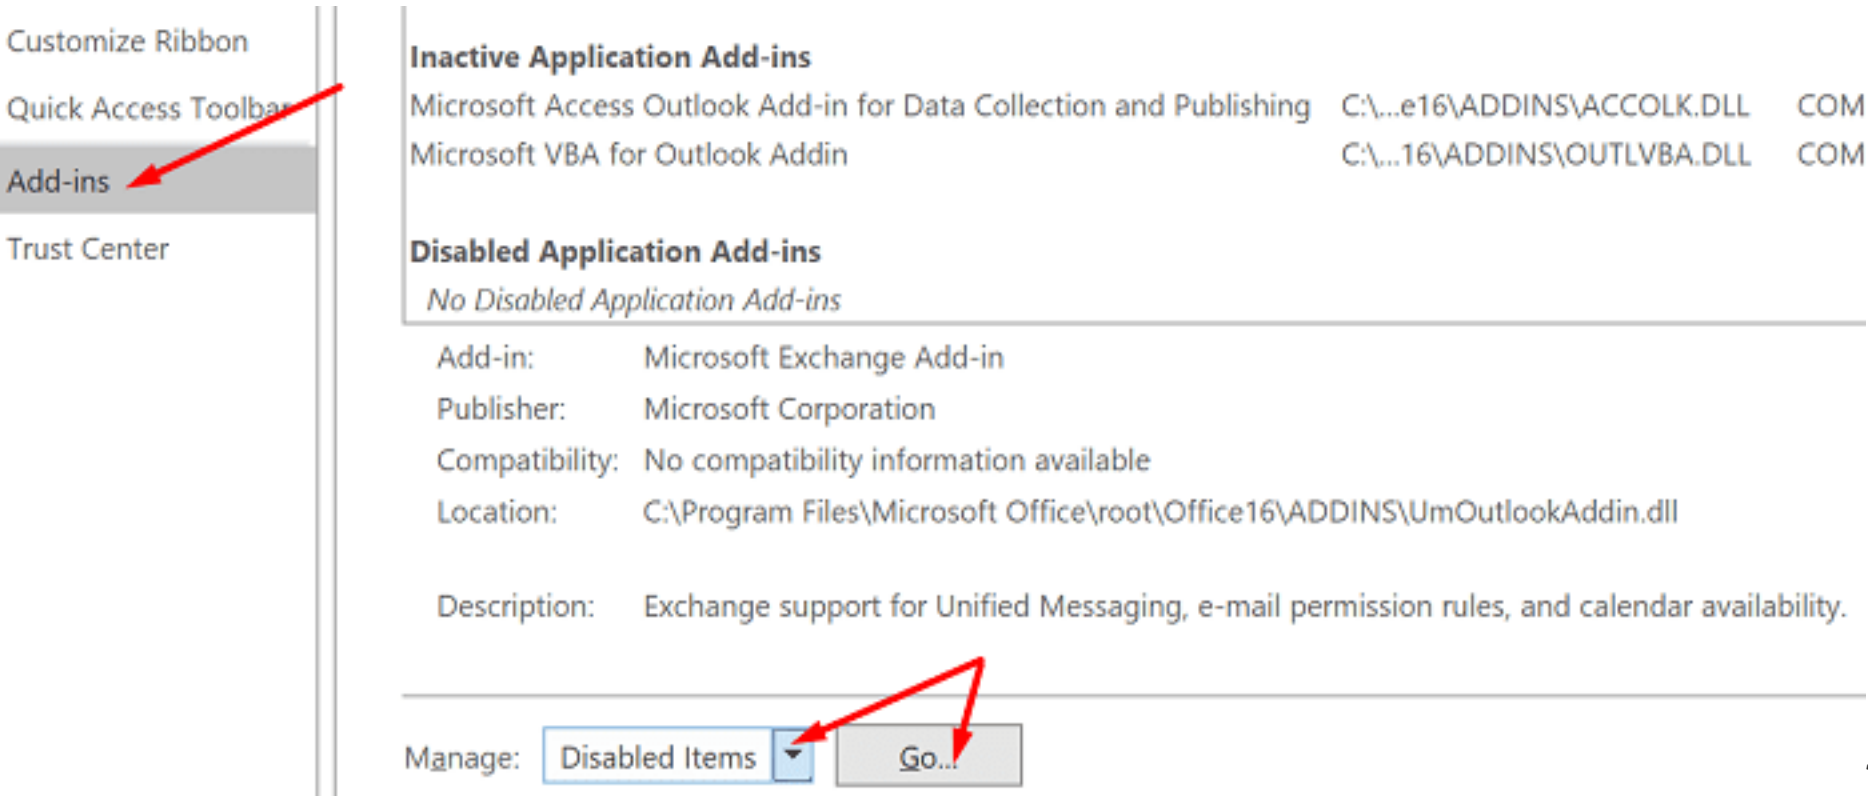 Customize Ribbon
Quick Access Toolbar
Add-ins
Trust Center
Inactive Application Add-ins
Microsoft Access Outlook Add-in for Data Collection and Publishing C:\...e16\ADDINS\ACCOLK.DLL COM
Microsoft VBA for Outlook Addin C:\...16\ADDINS\OUTLVBA.DLL COM
Disabled Application Add-ins
No Disabled Application Add-ins
Add-in: Microsoft Exchange Add-in
Publisher: Microsoft Corporation
Compatibility: No compatibility information available
Location: C:\Program Files\Microsoft Office\root\Office16\ADDINS\UmOutlookAddin.dll
Description: Exchange support for Unified Messaging, e-mail permission rules, and calendar availability.
Manage: Disabled Items Go...